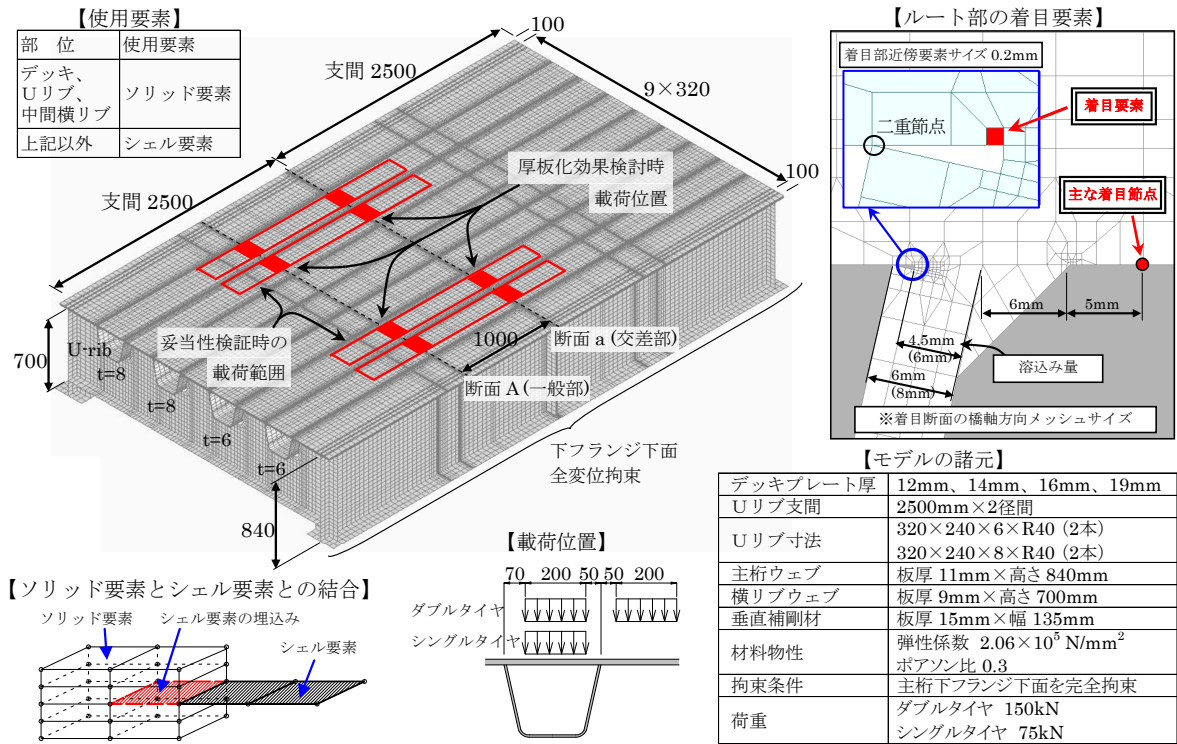 【使用要素】
部 位 使用要素
デッキ、
Uリブ、
中間横リブ
ソリッド要素
上記以外 シェル要素
100
支間 2500
9×320
支間 2500
厚板化効果検討時
載荷位置
100
700
U-rib
t=8
t=8
t=6
t=6
妥当性検証時の
載荷範囲
1000
断面 a (交差部)
断面 A (一般部)
下フランジ下面
全変位拘束
840
【ルート部の着目要素】
着目部近傍要素サイズ 0.2mm
二重節点
着目要素
主な着目節点
6mm
5mm
4.5mm
(6mm)
溶込み量
6mm
(8mm)
※着目断面の橋軸方向メッシュサイズ
【ソリッド要素とシェル要素との結合】
ソリッド要素
シェル要素の埋込み
シェル要素
【載荷位置】
70 200 50 50 200
ダブルタイヤ
シングルタイヤ
【モデルの諸元】
デッキプレート厚 12mm、14mm、16mm、19mm
Uリブ支間 2500mm×2径間
Uリブ寸法 320×240×6×R40 (2本)
320×240×8×R40 (2本)
主桁ウェブ 板厚 11mm×高さ 840mm
横リブウェブ 板厚 9mm×高さ 700mm
垂直補剛材 板厚 15mm×幅 135mm
材料物性 弾性係数 2.06×10⁵ N/mm²
ポアソン比 0.3
拘束条件 主桁下フランジ下面を完全拘束
荷重 ダブルタイヤ 150kN
シングルタイヤ 75kN